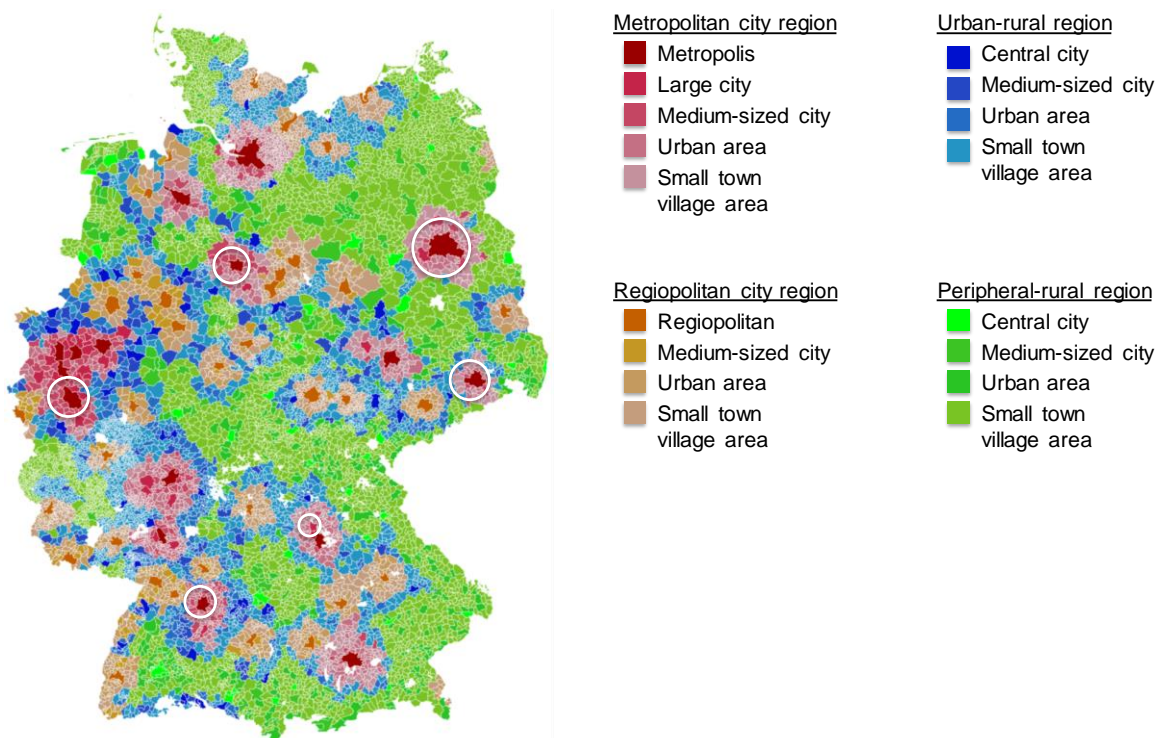 Metropolitan city region
Metropolis
Large city
Medium-sized city
Urban area
Small town
village area
Urban-rural region
Central city
Medium-sized city
Urban area
Small town
village area
Regiopolitan city region
Regiopolitan
Medium-sized city
Urban area
Small town
village area
Peripheral-rural region
Central city
Medium-sized city
Urban area
Small town
village area